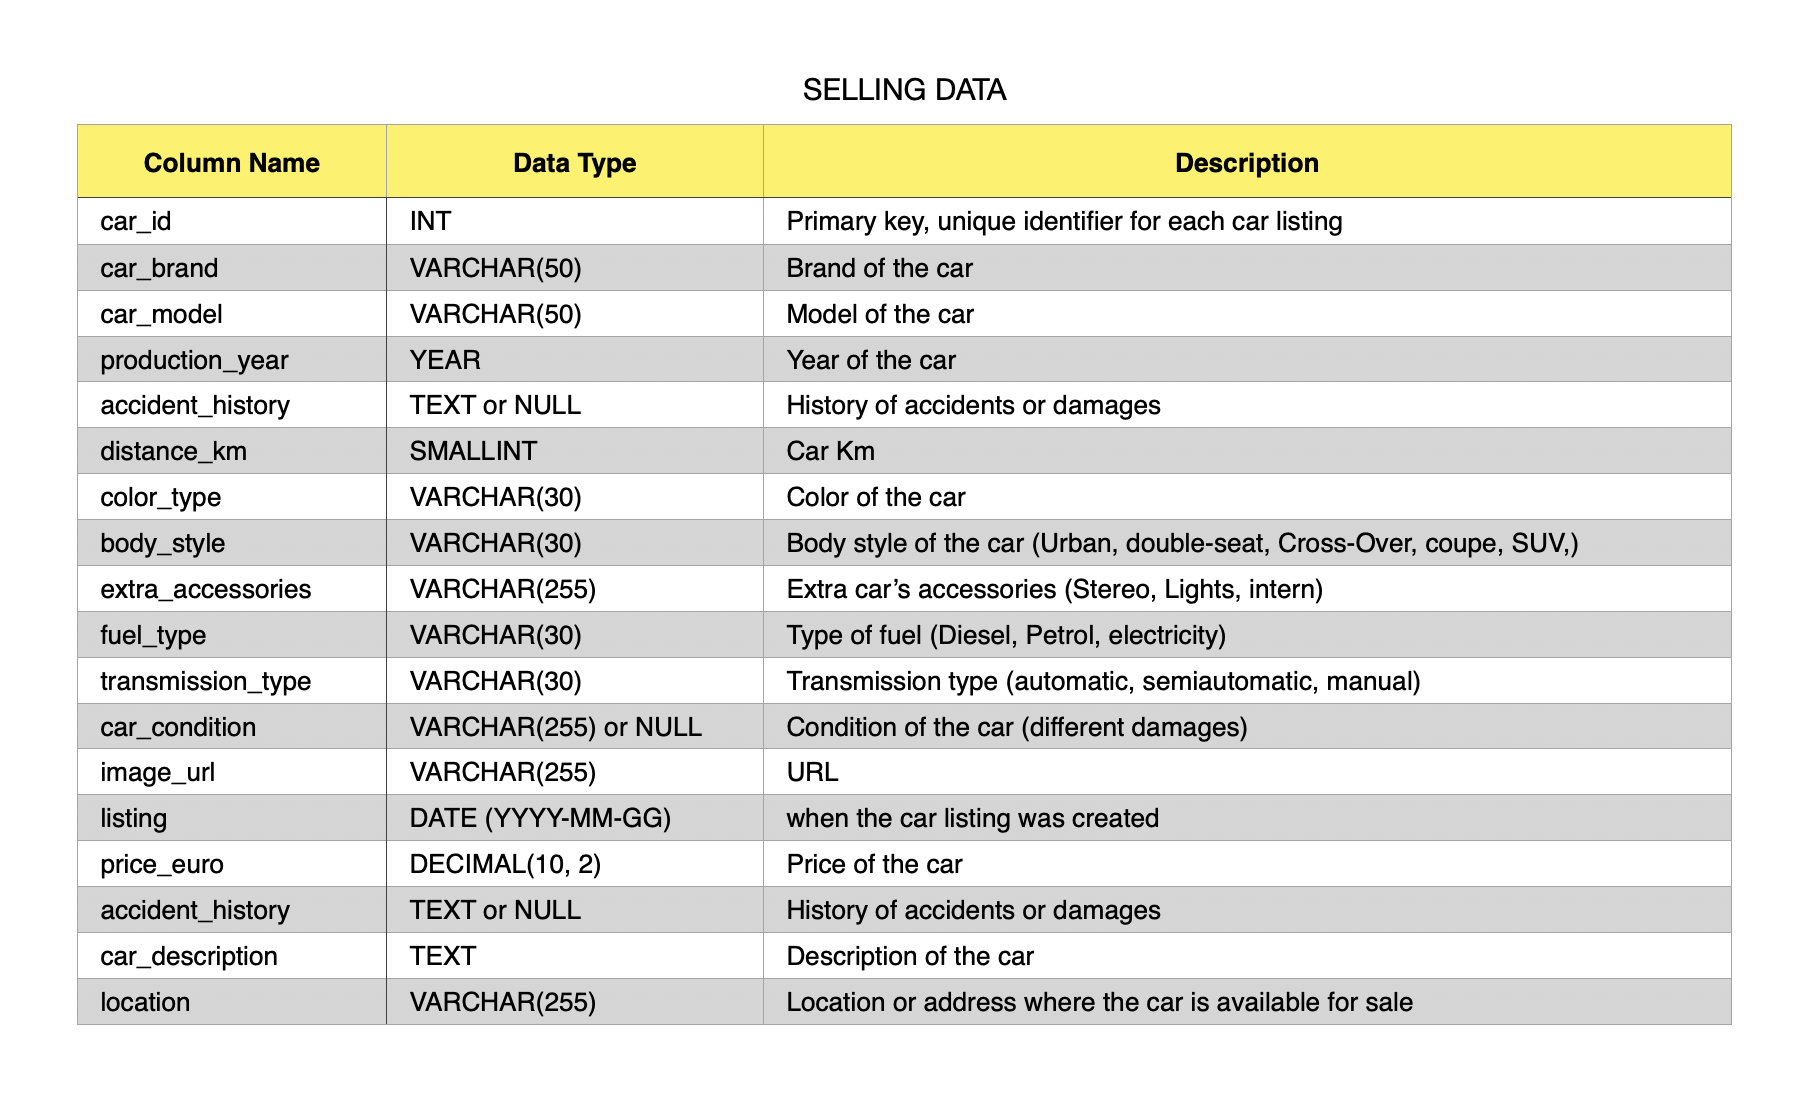 SELLING DATA
Column Name Data Type Description
car_id INT Primary key, unique identifier for each car listing
car_brand VARCHAR(50) Brand of the car
car_model VARCHAR(50) Model of the car
production_year YEAR Year of the car
accident_history TEXT or NULL History of accidents or damages
distance_km SMALLINT Car Km
color_type VARCHAR(30) Color of the car
body_style VARCHAR(30) Body style of the car (Urban, double-seat, Cross-Over, coupe, SUV,)
extra_accessories VARCHAR(255) Extra car’s accessories (Stereo, Lights, intern)
fuel_type VARCHAR(30) Type of fuel (Diesel, Petrol, electricity)
transmission_type VARCHAR(30) Transmission type (automatic, semiautomatic, manual)
car_condition VARCHAR(255) or NULL Condition of the car (different damages)
image_url VARCHAR(255) URL
listing DATE (YYYY-MM-GG) when the car listing was created
price_euro DECIMAL(10, 2) Price of the car
accident_history TEXT or NULL History of accidents or damages
car_description TEXT Description of the car
location VARCHAR(255) Location or address where the car is available for sale